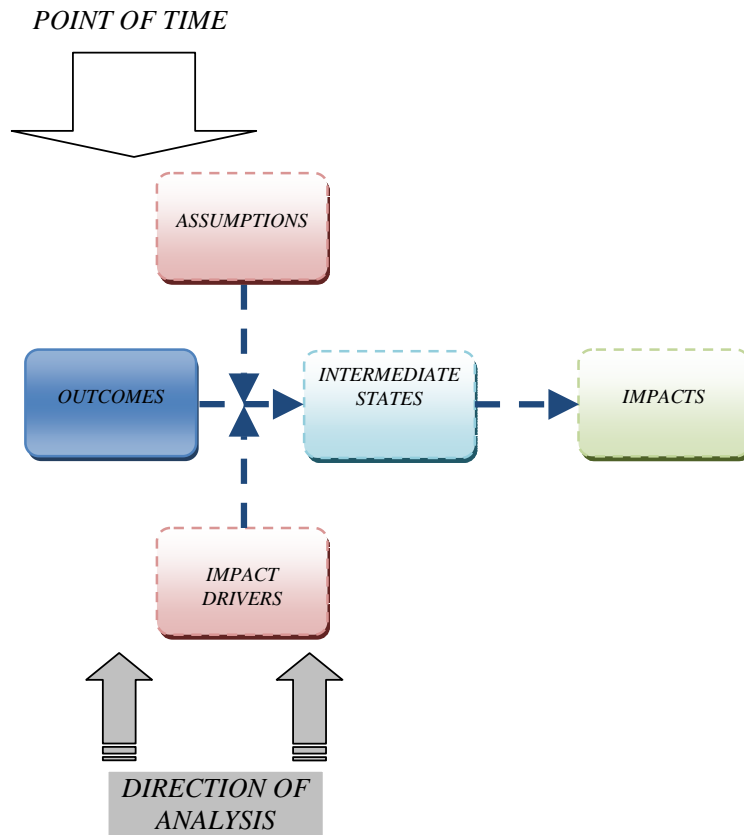 POINT OF TIME
ASSUMPTIONS
OUTCOMES
INTERMEDIATE
STATES
IMPACTS
IMPACT
DRIVERS
DIRECTION OF
ANALYSIS